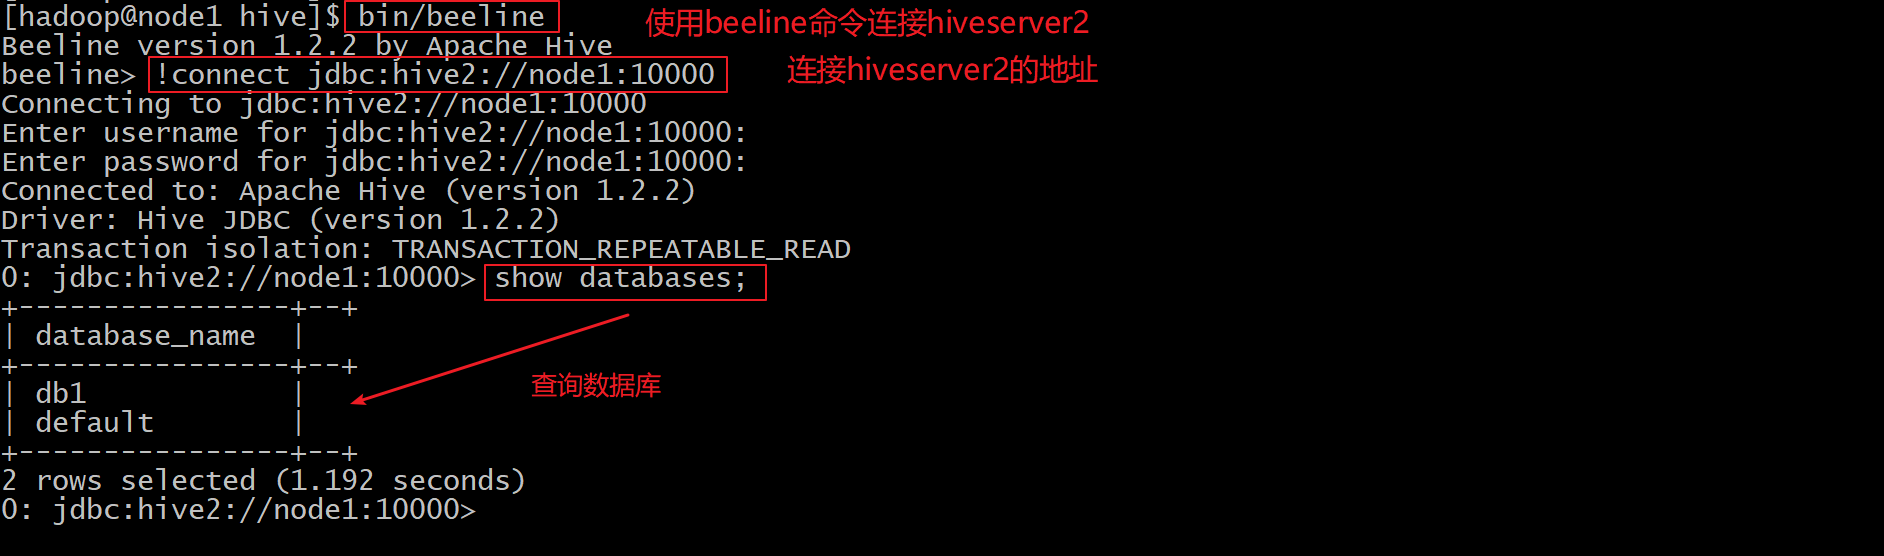 [hadoop@node1 hive]$ bin/beeline 使用beeline命令连接hiveserver2
Beeline version 1.2.2 by Apache Hive
beeline> !connect jdbc:hive2://node1:10000 连接hiveserver2的地址
Connecting to jdbc:hive2://node1:10000
Enter username for jdbc:hive2://node1:10000:
Enter password for jdbc:hive2://node1:10000:
Connected to: Apache Hive (version 1.2.2)
Driver: Hive JDBC (version 1.2.2)
Transaction isolation: TRANSACTION_REPEATABLE_READ
0: jdbc:hive2://node1:10000> show databases;
+----------------+--+
| database_name  |
+----------------+--+
| db1            |
查询数据库
| default        |
+----------------+--+
2 rows selected (1.192 seconds)
0: jdbc:hive2://node1:10000>